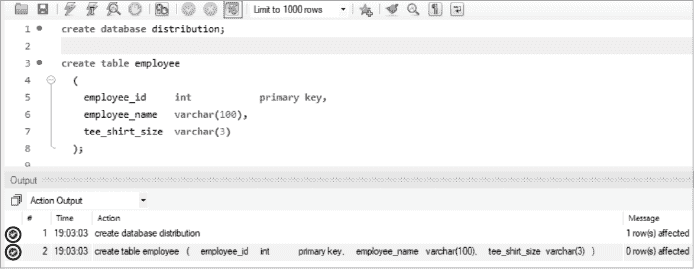 Limit to 1000 rows
1 create database distribution;
2
3 create table employee
4 (
5 employee_id int primary key,
6 employee_name varchar(100),
7 tee_shirt_size varchar(3)
8 );
9
Output
Action Output
# Time Action Message
1 19:03:03 create database distribution 1 row(s) affected
2 19:03:03 create table employee ( employee_id int primary key, employee_name varchar(100), tee_shirt_size varchar(3) ) 0 row(s) affected